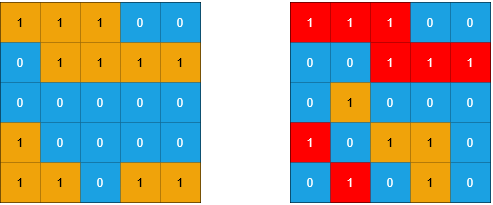 1 1 1 0 0 1 1 1 0 0
0 1 1 1 1 0 0 1 1 1
0 0 0 0 0 0 1 0 0 0
1 0 0 0 0 1 0 1 1 0
1 1 0 1 1 0 1 0 1 0